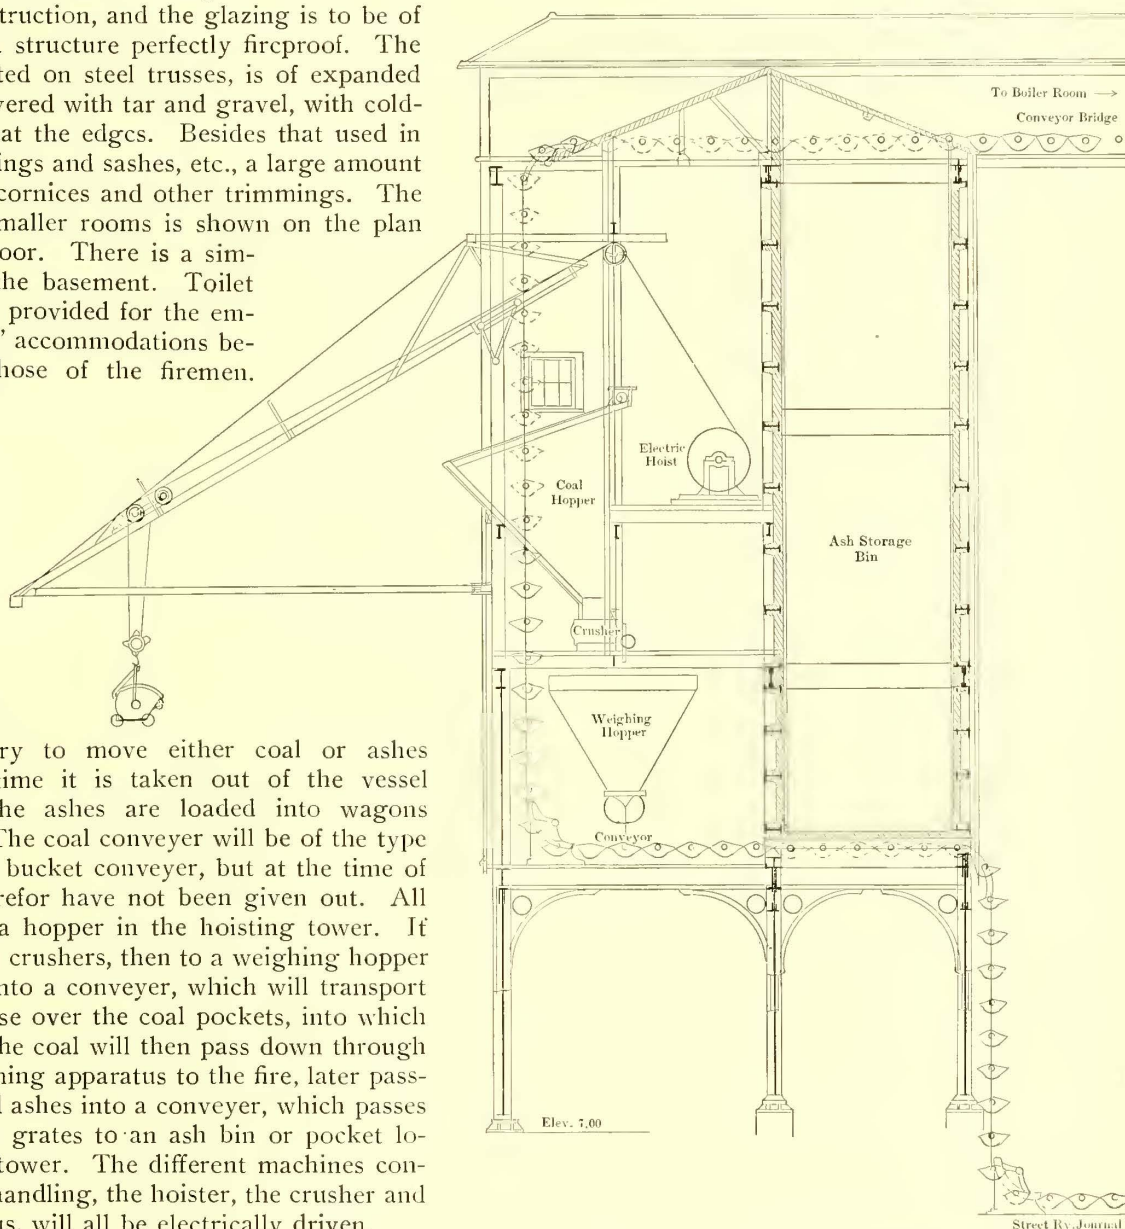 truction, and the glazing is to be of
structure perfectly fireproof. The
ted on steel trusses, is of expanded
vered with tar and gravel, with cold-
at the edges. Besides that used in
ings and sashes, etc., a large amount
cornices and other trimmings. The
maller rooms is shown on the plan
oor. There is a sim-
he basement. Toilet
provided for the em-
' accommodations be-
hose of the firemen.
ry to move either coal or ashes
ime it is taken out of the vessel
he ashes are loaded into wagons
The coal conveyer will be of the type
bucket conveyer, but at the time of
refor have not been given out. All
a hopper in the hoisting tower. If
crushers, then to a weighing hopper
nto a conveyer, which will transport
se over the coal pockets, into which
he coal will then pass down through
ning apparatus to the fire, later pass-
l ashes into a conveyer, which passes
grates to an ash bin or pocket lo-
tower. The different machines con-
handling, the hoister, the crusher and
us, will all be electrically driven
To Boiler Room →
Conveyor Bridge
Electric
Hoist
Coal
Hopper
Ash Storage
Bin
Crusher
Weighing
Hopper
Conveyor
Elev. 7.00
Street Ry. Journal